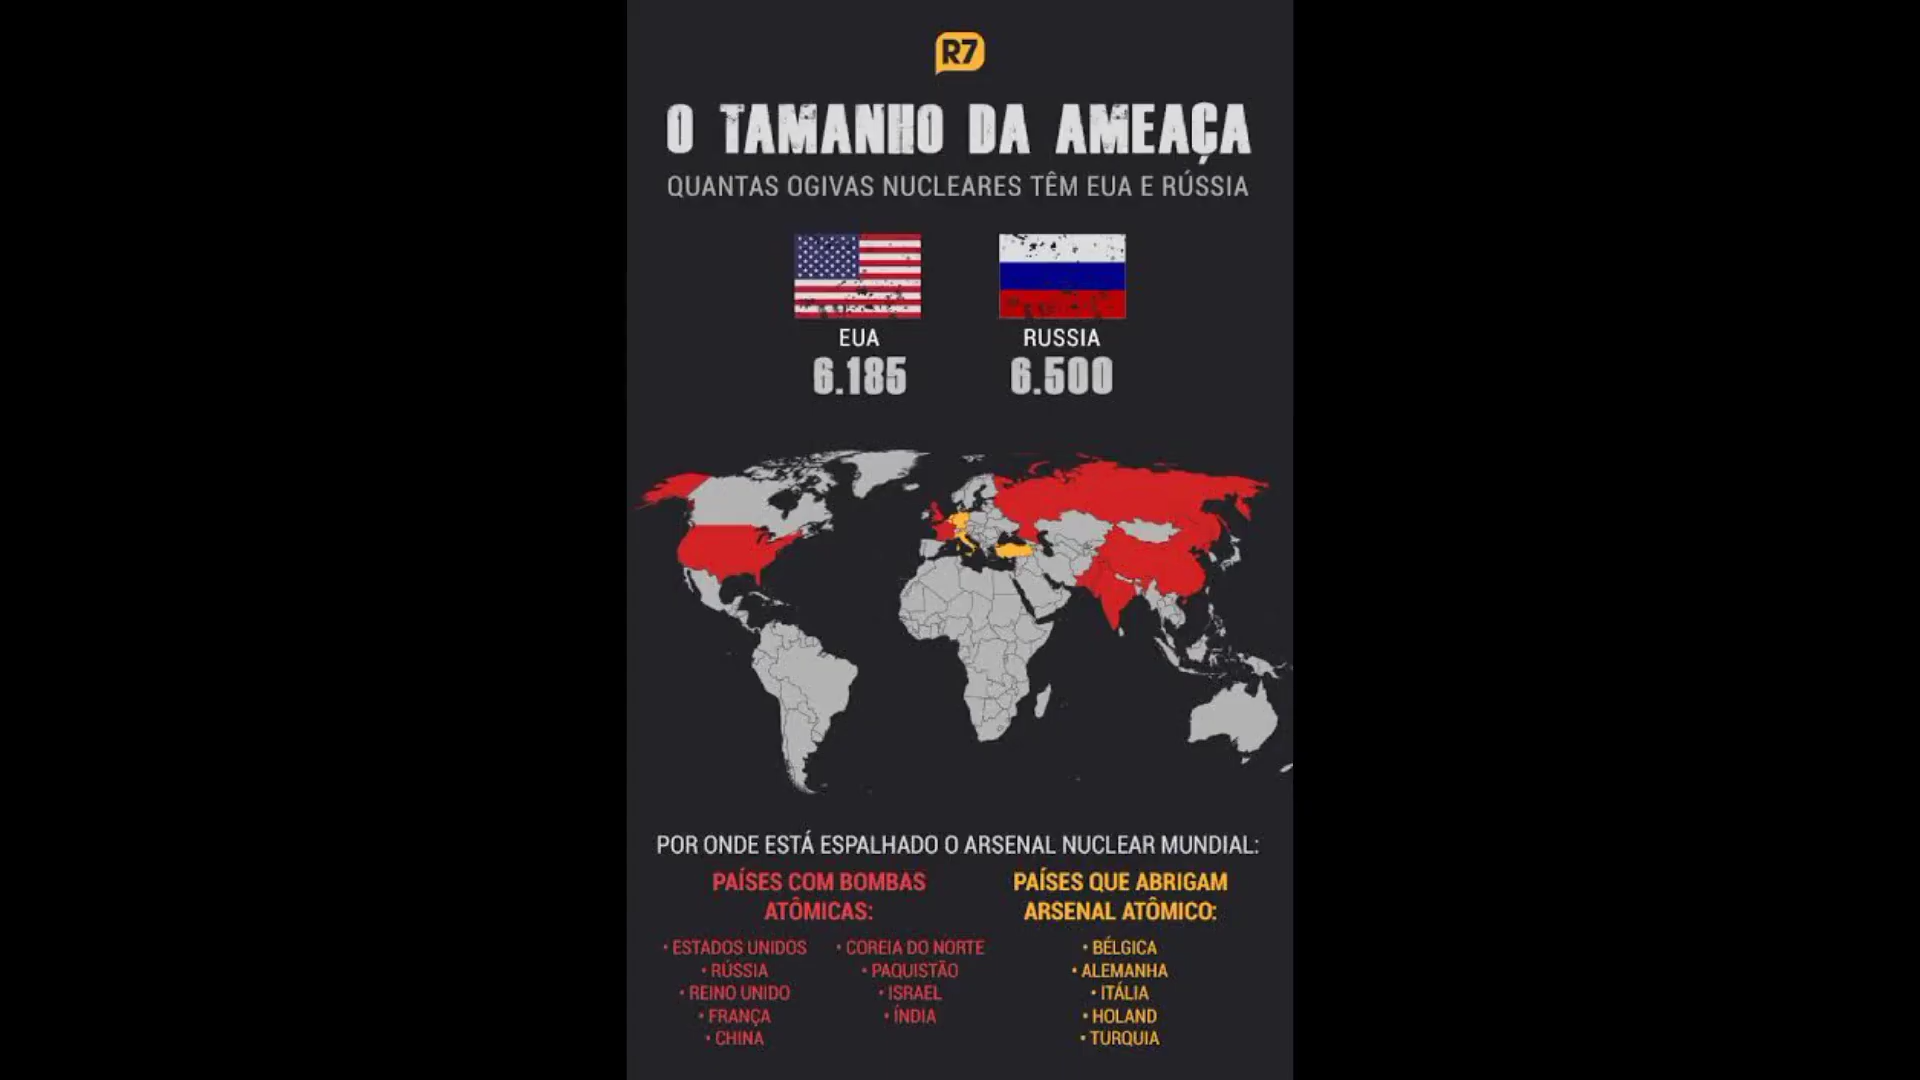 R7
O TAMANHO DA AMEAÇA
QUANTAS OGIVAS NUCLEARES TÊM EUA E RÚSSIA
EUA
RUSSIA
6.185
6.500
POR ONDE ESTÁ ESPALHADO O ARSENAL NUCLEAR MUNDIAL:
PAÍSES COM BOMBAS
ATÔMICAS:
• ESTADOS UNIDOS
• RÚSSIA
• REINO UNIDO
• FRANÇA
• CHINA
• COREIA DO NORTE
• PAQUISTÃO
• ISRAEL
• ÍNDIA
PAÍSES QUE ABRIGAM
ARSENAL ATÔMICO:
• BÉLGICA
• ALEMANHA
• ITÁLIA
• HOLAND
• TURQUIA